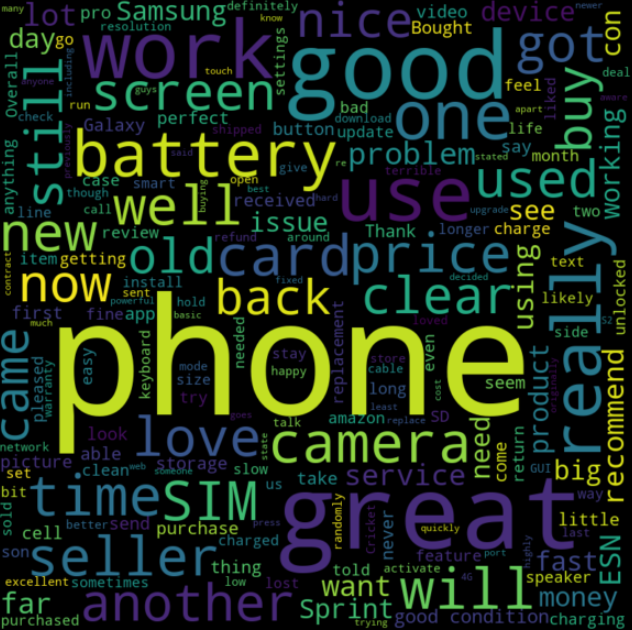 many
lot
pro
Samsung
definitely
know
nice
video
device
newer
con
go
resolution
work
settings
good
Bought
got
day
Overall
still
screen
one
feel
liked
deal
buy
run
touch
guys
bad
download
apart
life
aware
check
Galaxy
perfect
button
update
say
working
anything
previously
shipped
said
battery
problem
stated
month
though
case
smart
open
best
give
re
terrible
used
two
line
call
buying
received
hard
use
well
new
review
issue
Thank
longer
upgrade
see
charge
item
getting
refund
around
old
card
price
really
using
text
contract
now
install
sent
fixed
decided
likely
unlocked
first
fine
app
powerful
hold
back
clear
side
S2
much
basic
loved
phone
came
pleased
warranty
easy
keyboard
mode
size
needed
stay
happy
replacement
store
cable
long
cost
even
seem
product
originally
recommend
try
goes
least
replace
look
love
talk
amazon
SD
need
network
able
state
camera
come
return
picture
clean
web
someone
storage
slow
us
take
service
GUI
big
way
set
bit
time
SIM
great
little
last
sold
better
send
press
randomly
Cricket
never
quickly
port
highly
cell
purchase
charged
feature
fast
ESN
son
seller
thing
told
activate
4G
speaker
excellent
sometimes
low
lost
want
will
money
far
another
Sprint
good condition
charging
purchased
trying
including
anyone